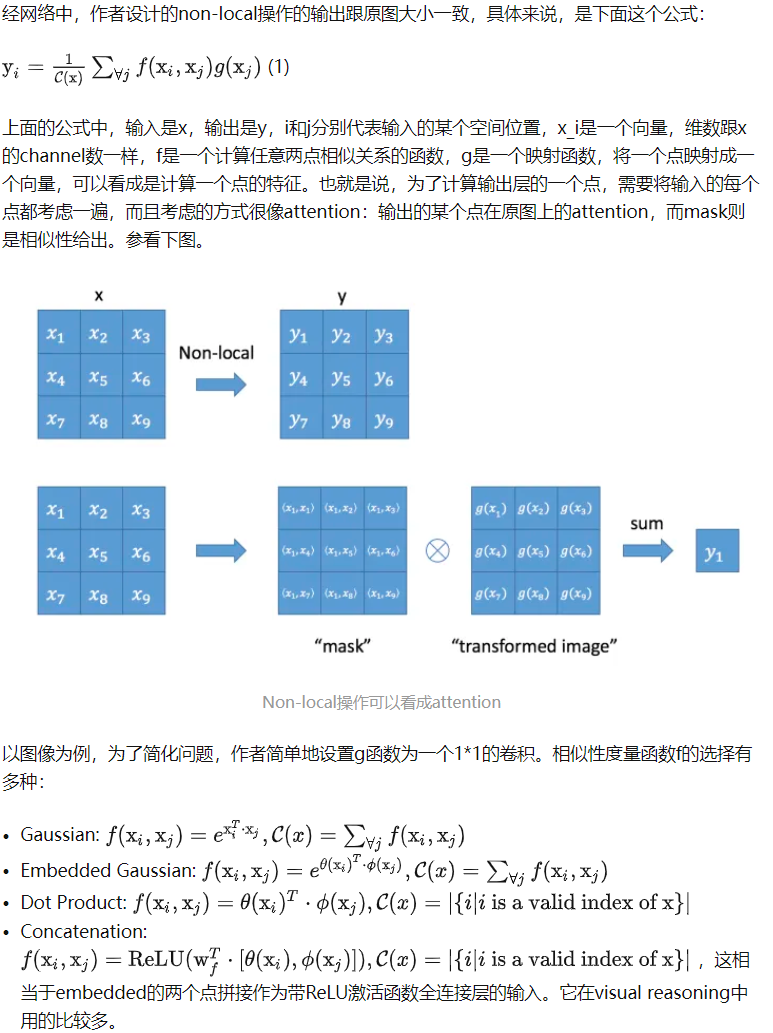 经网络中，作者设计的non-local操作的输出跟原图大小一致，具体来说，是下面这个公式：
y_i = \frac{1}{\mathcal{C}(x)} \sum_{\forall j} f(x_i, x_j) g(x_j) (1)
上面的公式中，输入是x，输出是y，i和j分别代表输入的某个空间位置，x_i是一个向量，维数跟x
的channel数一样，f是一个计算任意两点相似关系的函数，g是一个映射函数，将一个点映射成一
个向量，可以看成是计算一个点的特征。也就是说，为了计算输出层的一个点，需要将输入的每个
点都考虑一遍，而且考虑的方式很像attention：输出的某个点在原图上的attention，而mask则
是相似性给出。参看下图。
x y
x_1 x_2 x_3 y_1 y_2 y_3
Non-local
x_4 x_5 x_6 y_4 y_5 y_6
x_7 x_8 x_9 y_7 y_8 y_9
x_1 x_2 x_3 (x_1, x_1) (x_1, x_2) (x_1, x_3) g(x_1) g(x_2) g(x_3)
sum
x_4 x_5 x_6 (x_1, x_4) (x_1, x_5) (x_1, x_6) ⊗ g(x_4) g(x_5) g(x_6) y_1
x_7 x_8 x_9 (x_1, x_7) (x_1, x_8) (x_1, x_9) g(x_7) g(x_8) g(x_9)
“mask” “transformed image”
Non-local操作可以看成attention
以图像为例，为了简化问题，作者简单地设置g函数为一个1*1的卷积。相似性度量函数f的选择有
多种：
• Gaussian: f(x_i, x_j) = e^{x_i^T \cdot x_j}, \mathcal{C}(x) = \sum_{\forall j} f(x_i, x_j)
• Embedded Gaussian: f(x_i, x_j) = e^{\theta(x_i)^T \cdot \phi(x_j)}, \mathcal{C}(x) = \sum_{\forall j} f(x_i, x_j)
• Dot Product: f(x_i, x_j) = \theta(x_i)^T \cdot \phi(x_j), \mathcal{C}(x) = |\{i|i is a valid index of x\}|
• Concatenation:
f(x_i, x_j) = ReLU(w_f^T \cdot [\theta(x_i), \phi(x_j)]), \mathcal{C}(x) = |\{i|i is a valid index of x\}| ，这相
当于embedded的两个点拼接作为带ReLU激活函数全连接层的输入。它在visual reasoning中
用的比较多。